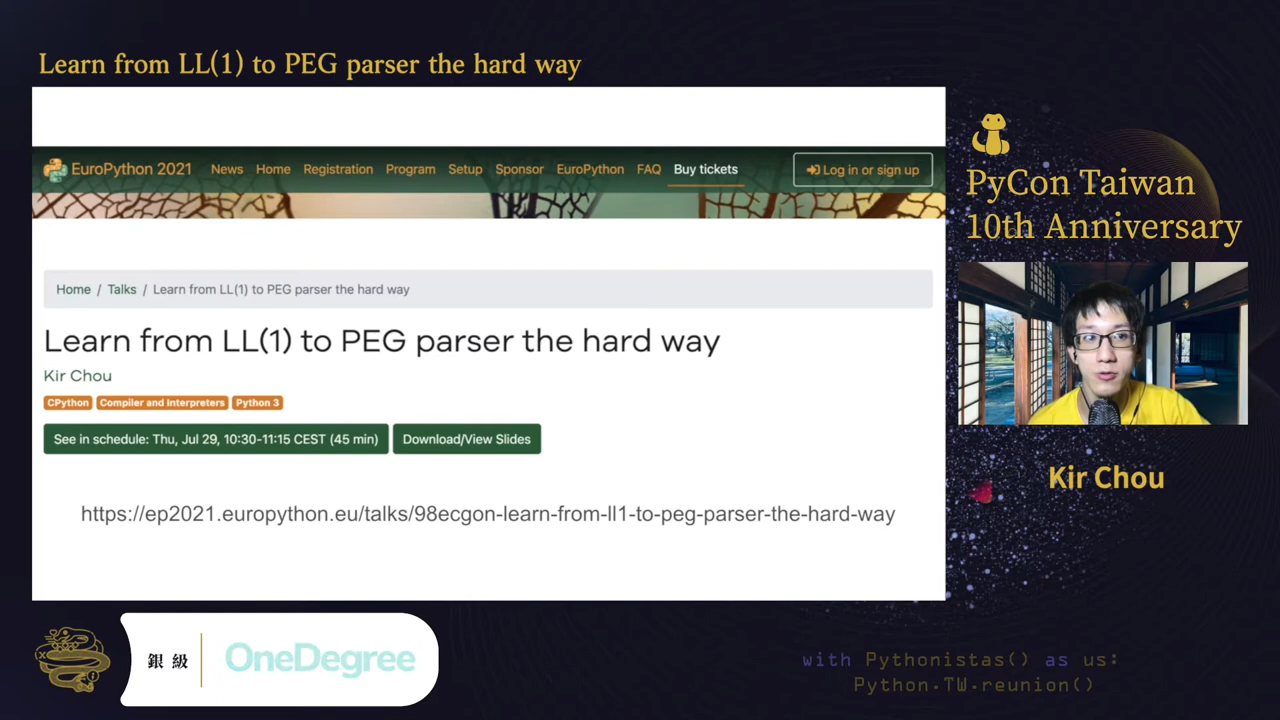 Learn from LL(1) to PEG parser the hard way
EuroPython 2021 News Home Registration Program Setup Sponsor EuroPython FAQ Buy tickets Log in or sign up
Home / Talks / Learn from LL(1) to PEG parser the hard way
Learn from LL(1) to PEG parser the hard way
Kir Chou
CPython Compiler and Interpreters Python 3
See in schedule: Thu, Jul 29, 10:30-11:15 CEST (45 min) Download/View Slides
https://ep2021.europython.eu/talks/98ecgon-learn-from-ll1-to-peg-parser-the-hard-way
PyCon Taiwan
10th Anniversary
Kir Chou
銀級 OneDegree
with Pythonistas() as us:
Python.TW.reunion()